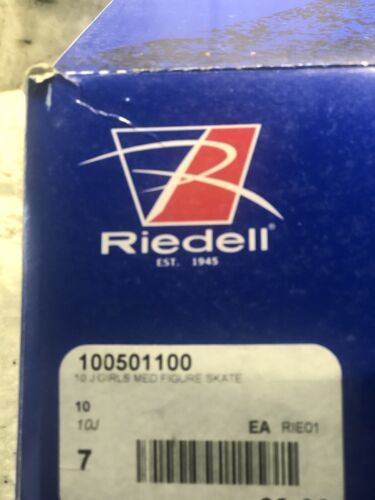 R
Riedell®
EST. 1945
100501100
10 J GIRLS MED FIGURE SKATE
10
10J
EA RIE01
7